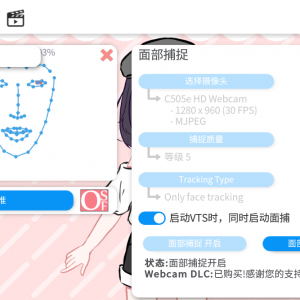 3%
面部捕捉
选择摄像头
C505e HD Webcam
- 1280 x 960 (30 FPS)
- MJPEG
捕捉质量
等级 5
Tracking Type
Only face tracking
准
OSF
启动VTS时，同时启动面捕
面部捕捉 开启
面部
状态:面部捕捉开启
Webcam DLC:已购买!感谢您的支持